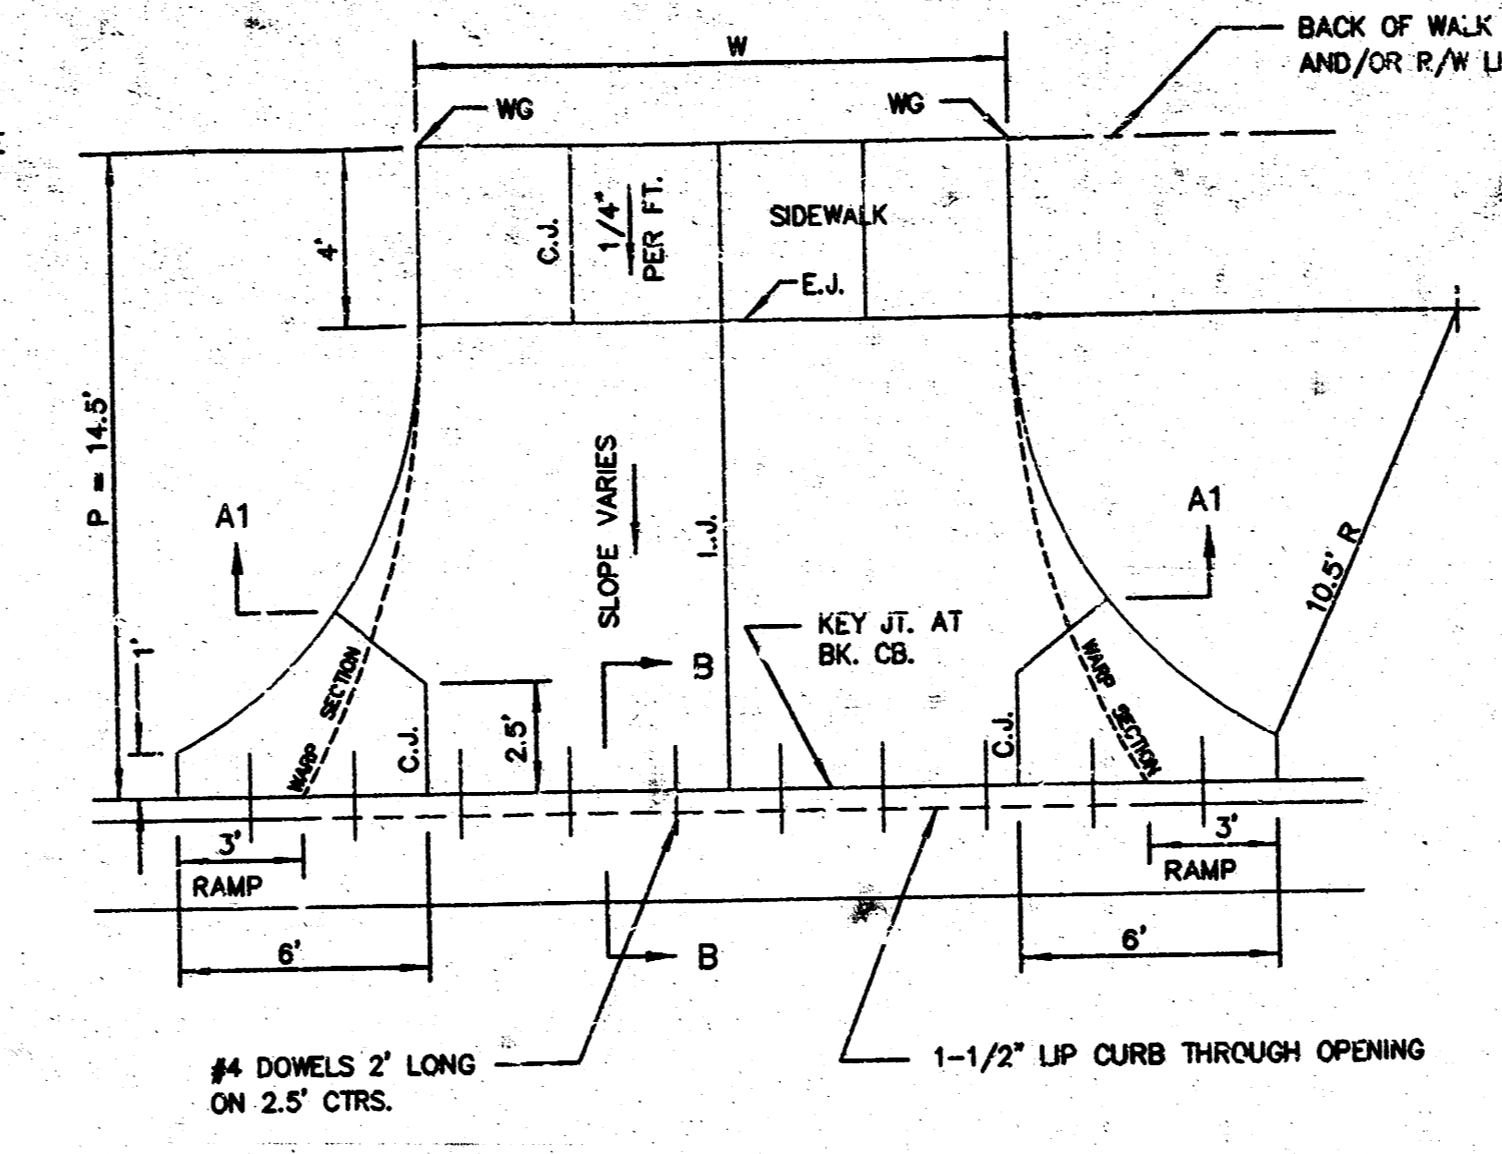 W
BACK OF WALK
AND/OR R/W LI
WG
WG
4'
C.J.
1/4"
PER FT.
SIDEWALK
E.J.
P = 14.5'
A1
SLOPE VARIES
A1
10.5' R
KEY JT. AT
BK. CB.
1'
WARP SECTION
C.J.
2.5'
B
C.J.
WARP SECTION
3'
RAMP
3'
RAMP
6'
B
6'
#4 DOWELS 2' LONG
ON 2.5' CTRS.
1-1/2" LIP CURB THROUGH OPENING